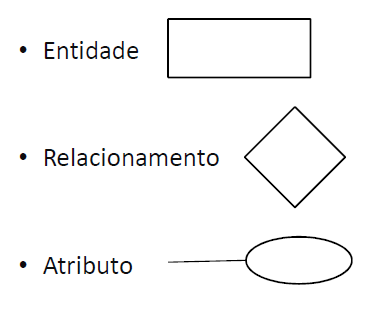 • Entidade
• Relacionamento
• Atributo